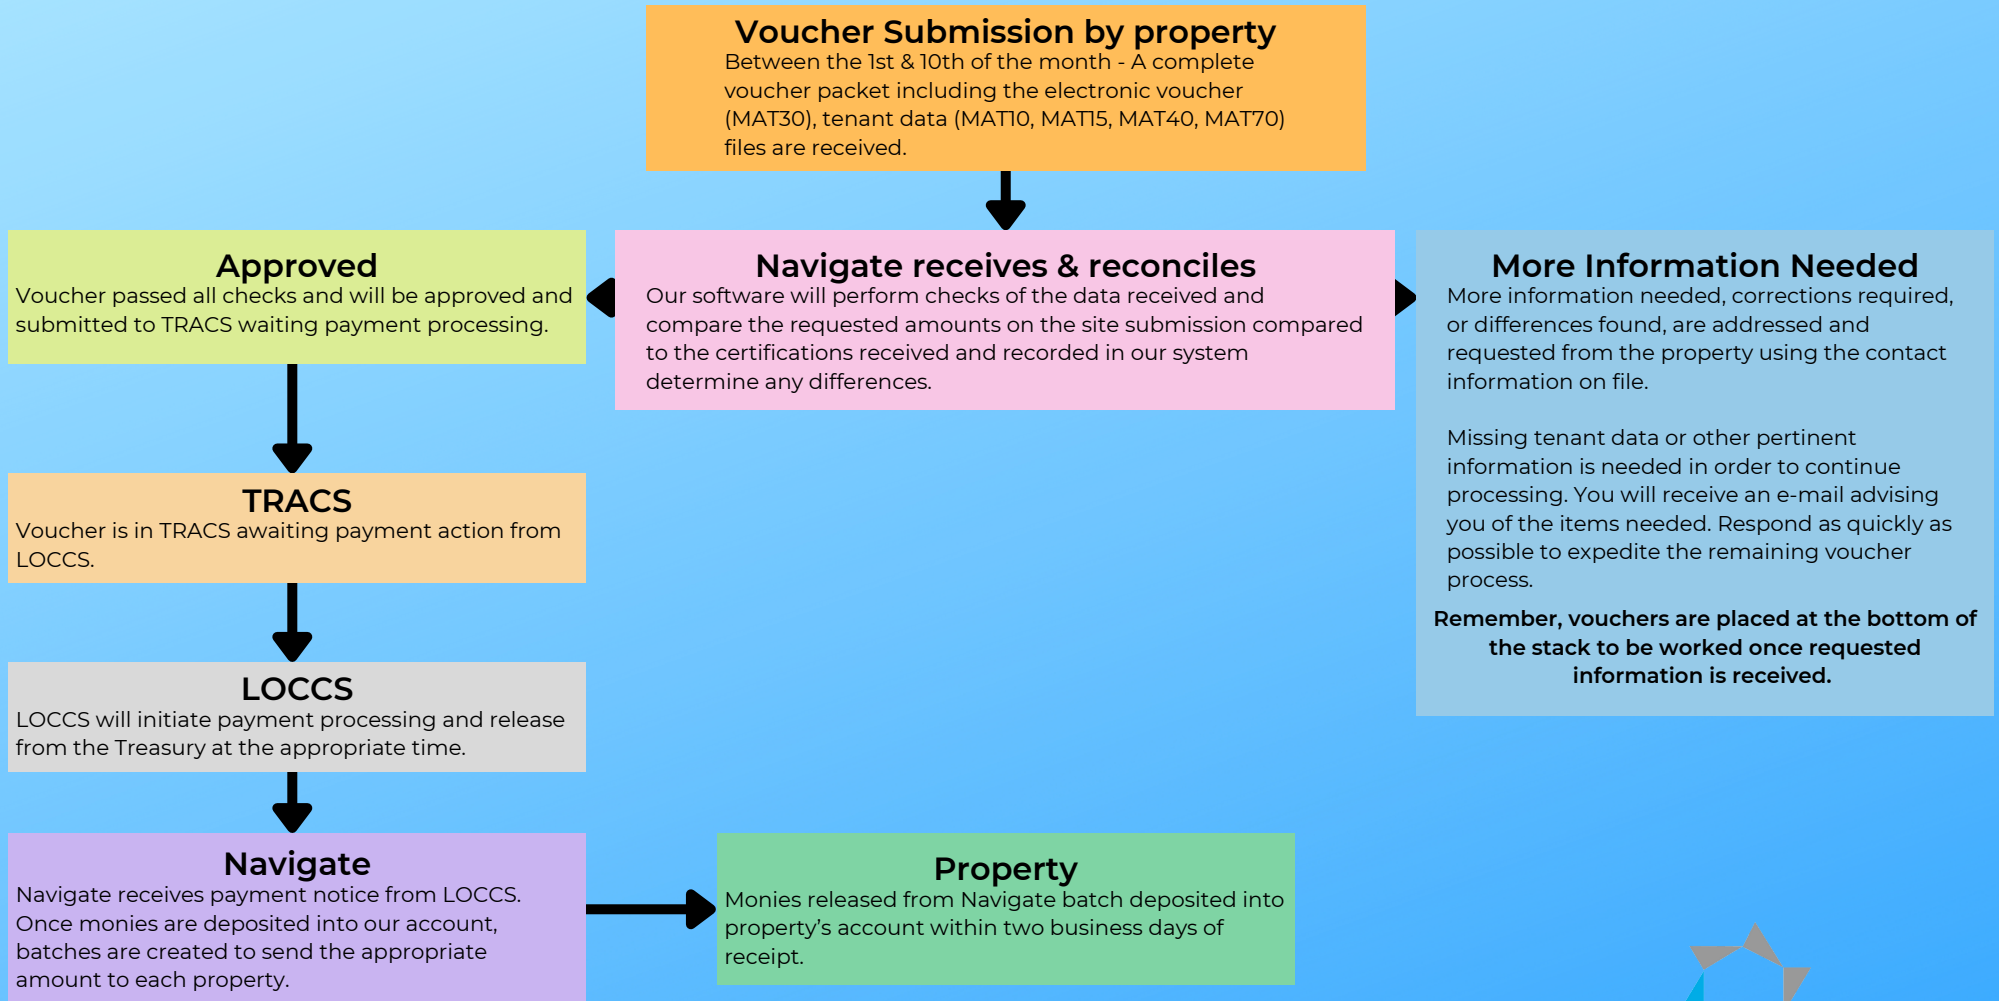 Voucher Submission by property
Between the 1st & 10th of the month - A complete
voucher packet including the electronic voucher
(MAT30), tenant data (MAT10, MAT15, MAT40, MAT70)
files are received.
Approved
Voucher passed all checks and will be approved and
submitted to TRACS waiting payment processing.
Navigate receives & reconciles
Our software will perform checks of the data received and
compare the requested amounts on the site submission compared
to the certifications received and recorded in our system
determine any differences.
More Information Needed
More information needed, corrections required,
or differences found, are addressed and
requested from the property using the contact
information on file.
Missing tenant data or other pertinent
information is needed in order to continue
processing. You will receive an e-mail advising
you of the items needed. Respond as quickly as
possible to expedite the remaining voucher
process.
Remember, vouchers are placed at the bottom of
the stack to be worked once requested
information is received.
TRACS
Voucher is in TRACS awaiting payment action from
LOCCS.
LOCCS
LOCCS will initiate payment processing and release
from the Treasury at the appropriate time.
Navigate
Navigate receives payment notice from LOCCS.
Once monies are deposited into our account,
batches are created to send the appropriate
amount to each property.
Property
Monies released from Navigate batch deposited into
property's account within two business days of
receipt.